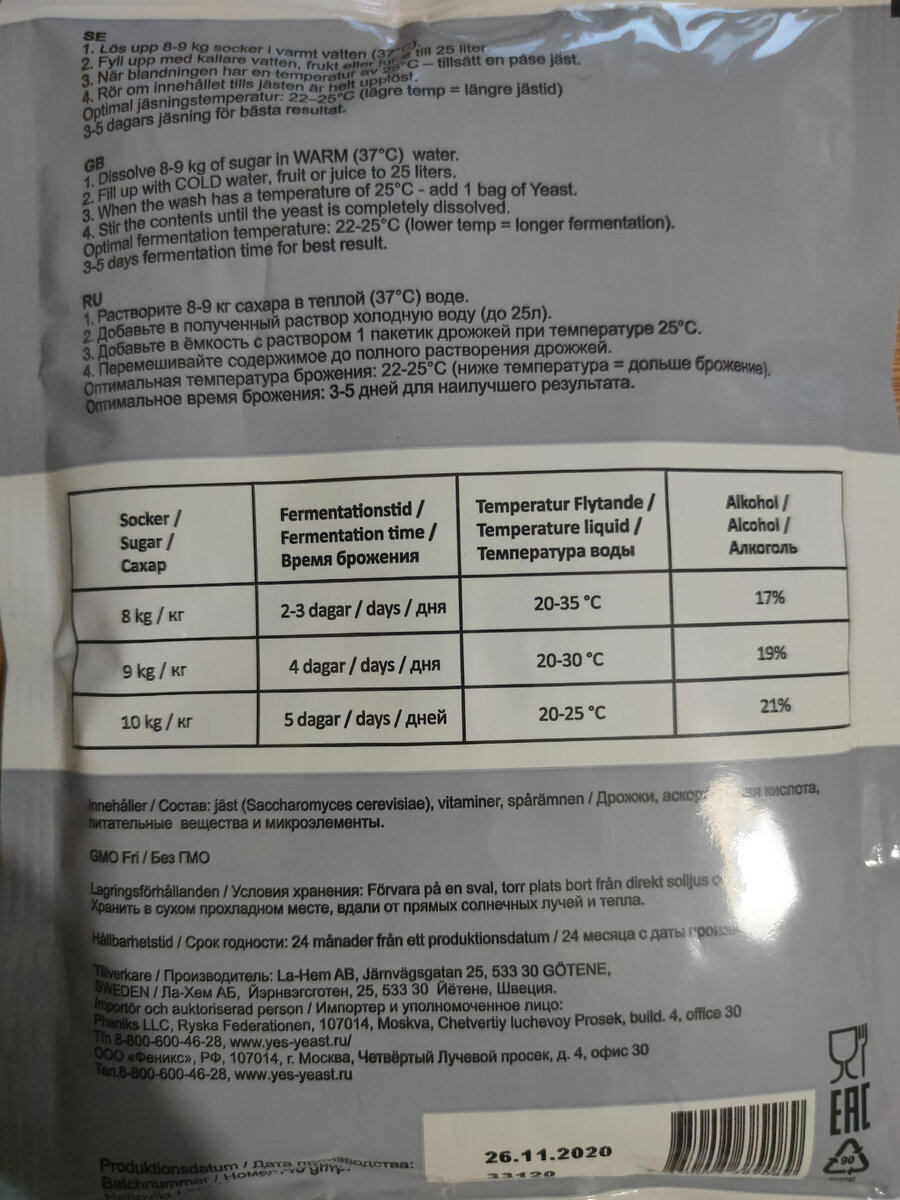 SE
1. Lös upp 8-9 kg socker I varmt vatten (37°C).
2. Fyll upp med kallare vatten, frukt eller juice till 25 liter.
3. När blandningen har en temperatur av 25°C – tillsätt en påse jäst.
4. Rör om innehållet tills jästen är helt upplöst.
Optimal jäsningstemperatur: 22–25°C (lägre temp = längre jästid)
3-5 dagars jäsning för bästa resultat.
GB
1. Dissolve 8-9 kg of sugar in WARM (37°C) water.
2. Fill up with COLD water, fruit or juice to 25 liters.
3. When the wash has a temperature of 25°C - add 1 bag of Yeast.
4. Stir the contents until the yeast is completely dissolved.
Optimal fermentation temperature: 22-25°C (lower temp = longer fermentation).
3-5 days fermentation time for best result.
RU
1. Растворите 8-9 кг сахара в теплой (37°C) воде.
2. Добавьте в полученный раствор холодную воду (до 25л).
3. Добавьте в ёмкость с раствором 1 пакетик дрожжей при температуре 25°C.
4. Перемешивайте содержимое до полного растворения дрожжей.
Оптимальная температура брожения: 22-25°C (ниже температура = дольше брожение).
Оптимальное время брожения: 3-5 дней для наилучшего результата.
Socker /
Sugar /
Сахар
Fermentationstid /
Fermentation time /
Время брожения
Temperatur Flytande /
Temperature liquid /
Температура воды
Alkohol /
Alcohol /
Алкоголь
8 kg / кг
2-3 dagar / days / дня
20-35 °C
17%
9 kg / кг
4 dagar / days / дня
20-30 °C
19%
10 kg / кг
5 dagar / days / дней
20-25 °C
21%
Innehåller / Состав: jäst (Saccharomyces cerevisiae), vitaminer, spårämnen / Дрожжи, кислота,
питательные вещества и микроэлементы.
GMO Fri / Без ГМО
Lagringsförhållanden / Условия хранения: Förvara på en sval, torr plats bort från direkt solljus
Хранить в сухом прохладном месте, вдали от прямых солнечных лучей и тепла.
Hållbarhetstid / Срок годности: 24 månader från ett produktionsdatum / 24 месяца с даты
Tillverkare / Производитель: La-Hem AB, Järnvägsgatan 25, 533 30 GÖTENE,
SWEDEN / Ла-Хем АБ, Йэрнвэгсготен, 25, 533 30 Йётене, Швеция.
Importör och auktoriserad person / Импортер и уполномоченное лицо:
Pheniks LLC, Ryska Federationen, 107014, Moskva, Chetvertiy luchevoy Prosek, build. 4, office 30
Tfn 8-800-600-46-28, www.yes-yeast.ru/
ООО «Феникс», РФ, 107014, г. Москва, Четвёртый Лучевой просек, д. 4, офис 30
Тел.8-800-600-46-28, www.yes-yeast.ru
EAC
90
Produktionsdatum / Дата производства:
26.11.2020
Batchnummer /
33120